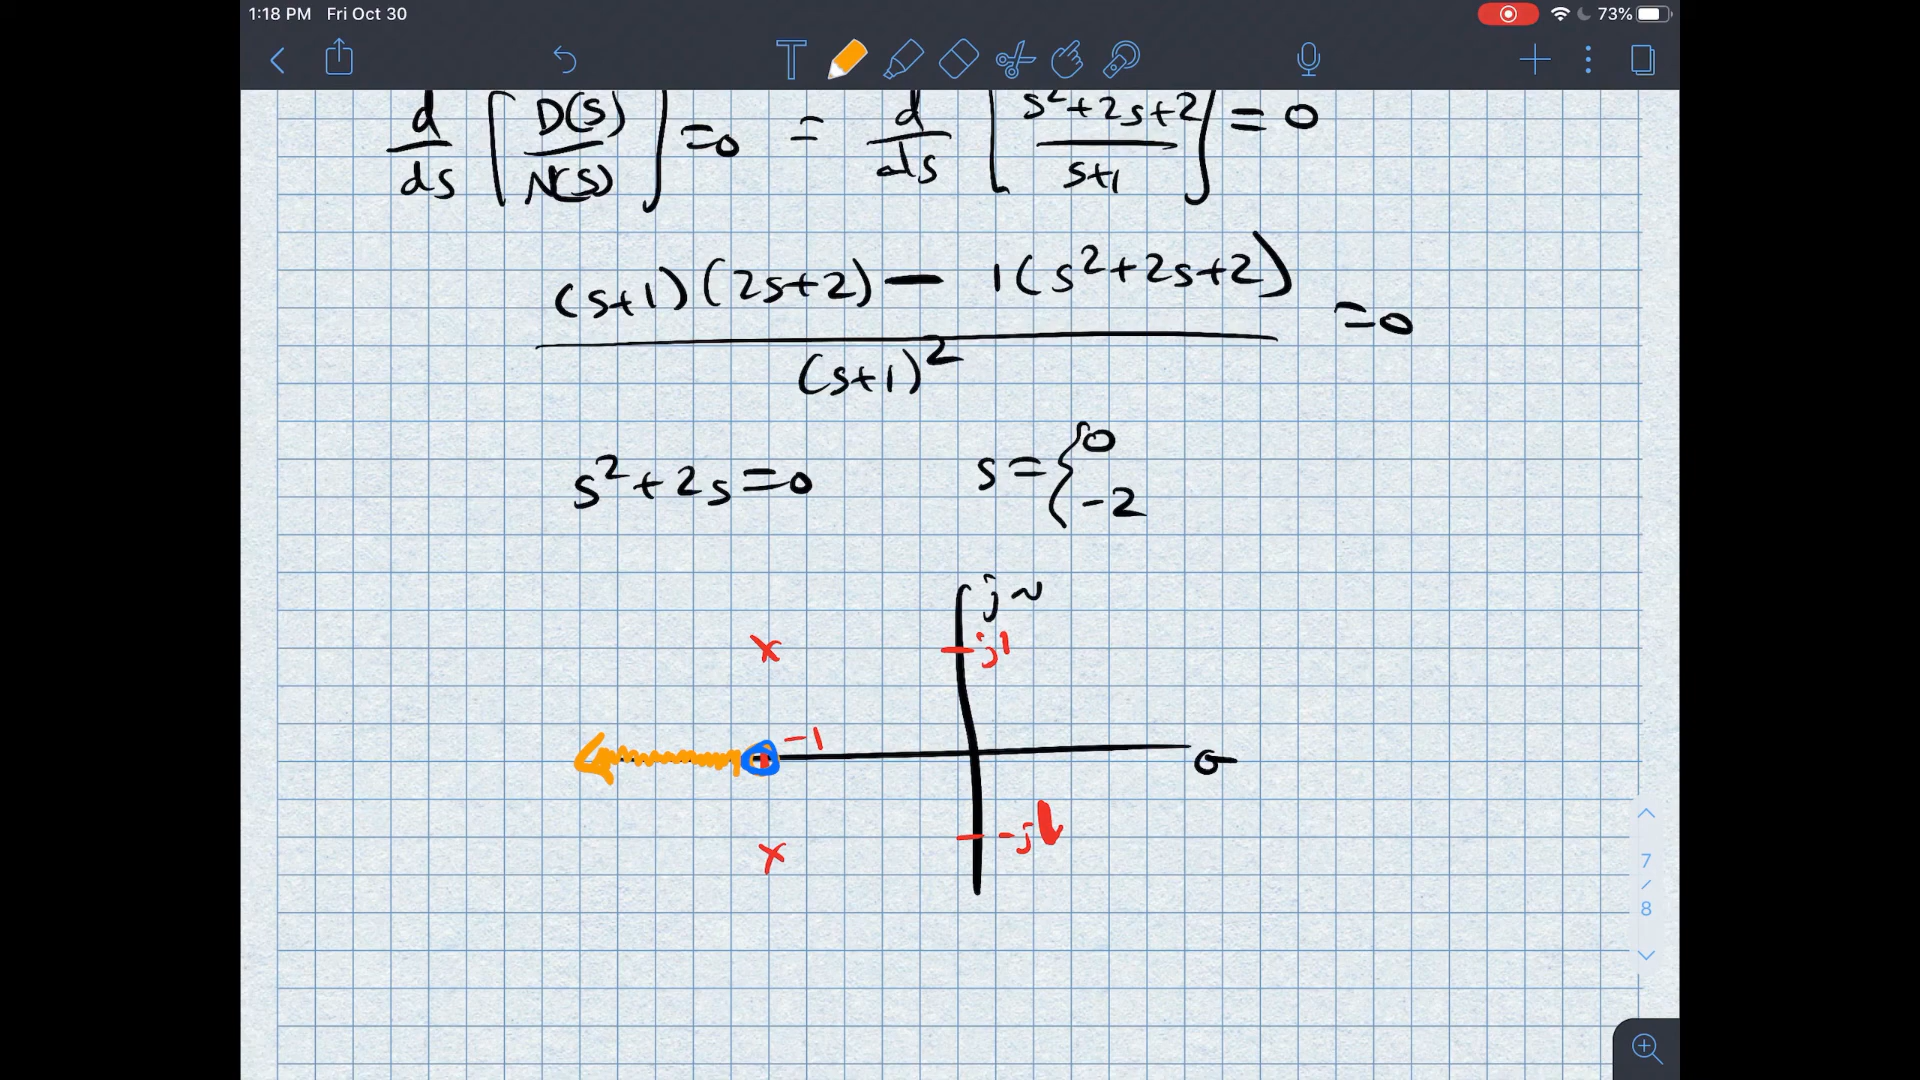 1:18 PM Fri Oct 30 73%
T
d/ds [D(s)/N(s)] =0 = d/ds [s²+2s+2/s+1] = 0
(s+1)(2s+2) − 1(s²+2s+2)
=0
(s+1)²
s²+2s=0 s={0
-2
j~
j1
-1
σ
-j1
7
/
8